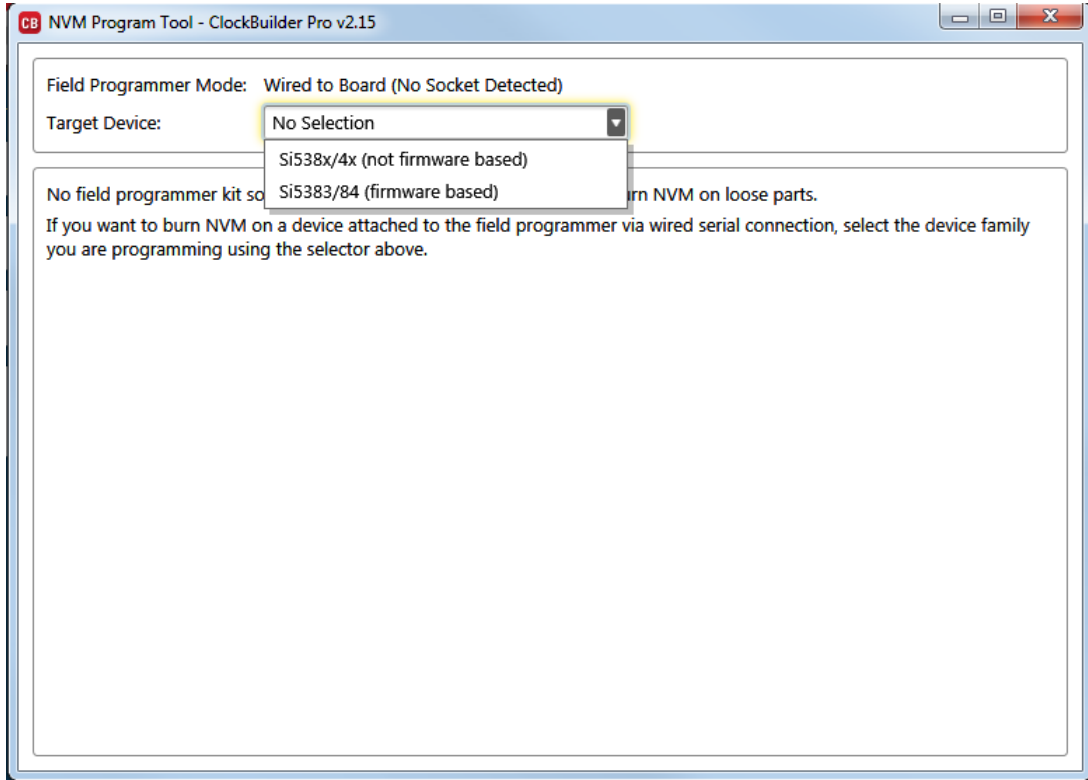 CB NVM Program Tool - ClockBuilder Pro v2.15
Field Programmer Mode: Wired to Board (No Socket Detected)
Target Device: No Selection
Si538x/4x (not firmware based)
Si5383/84 (firmware based)
No field programmer kit so
rn NVM on loose parts.
If you want to burn NVM on a device attached to the field programmer via wired serial connection, select the device family
you are programming using the selector above.